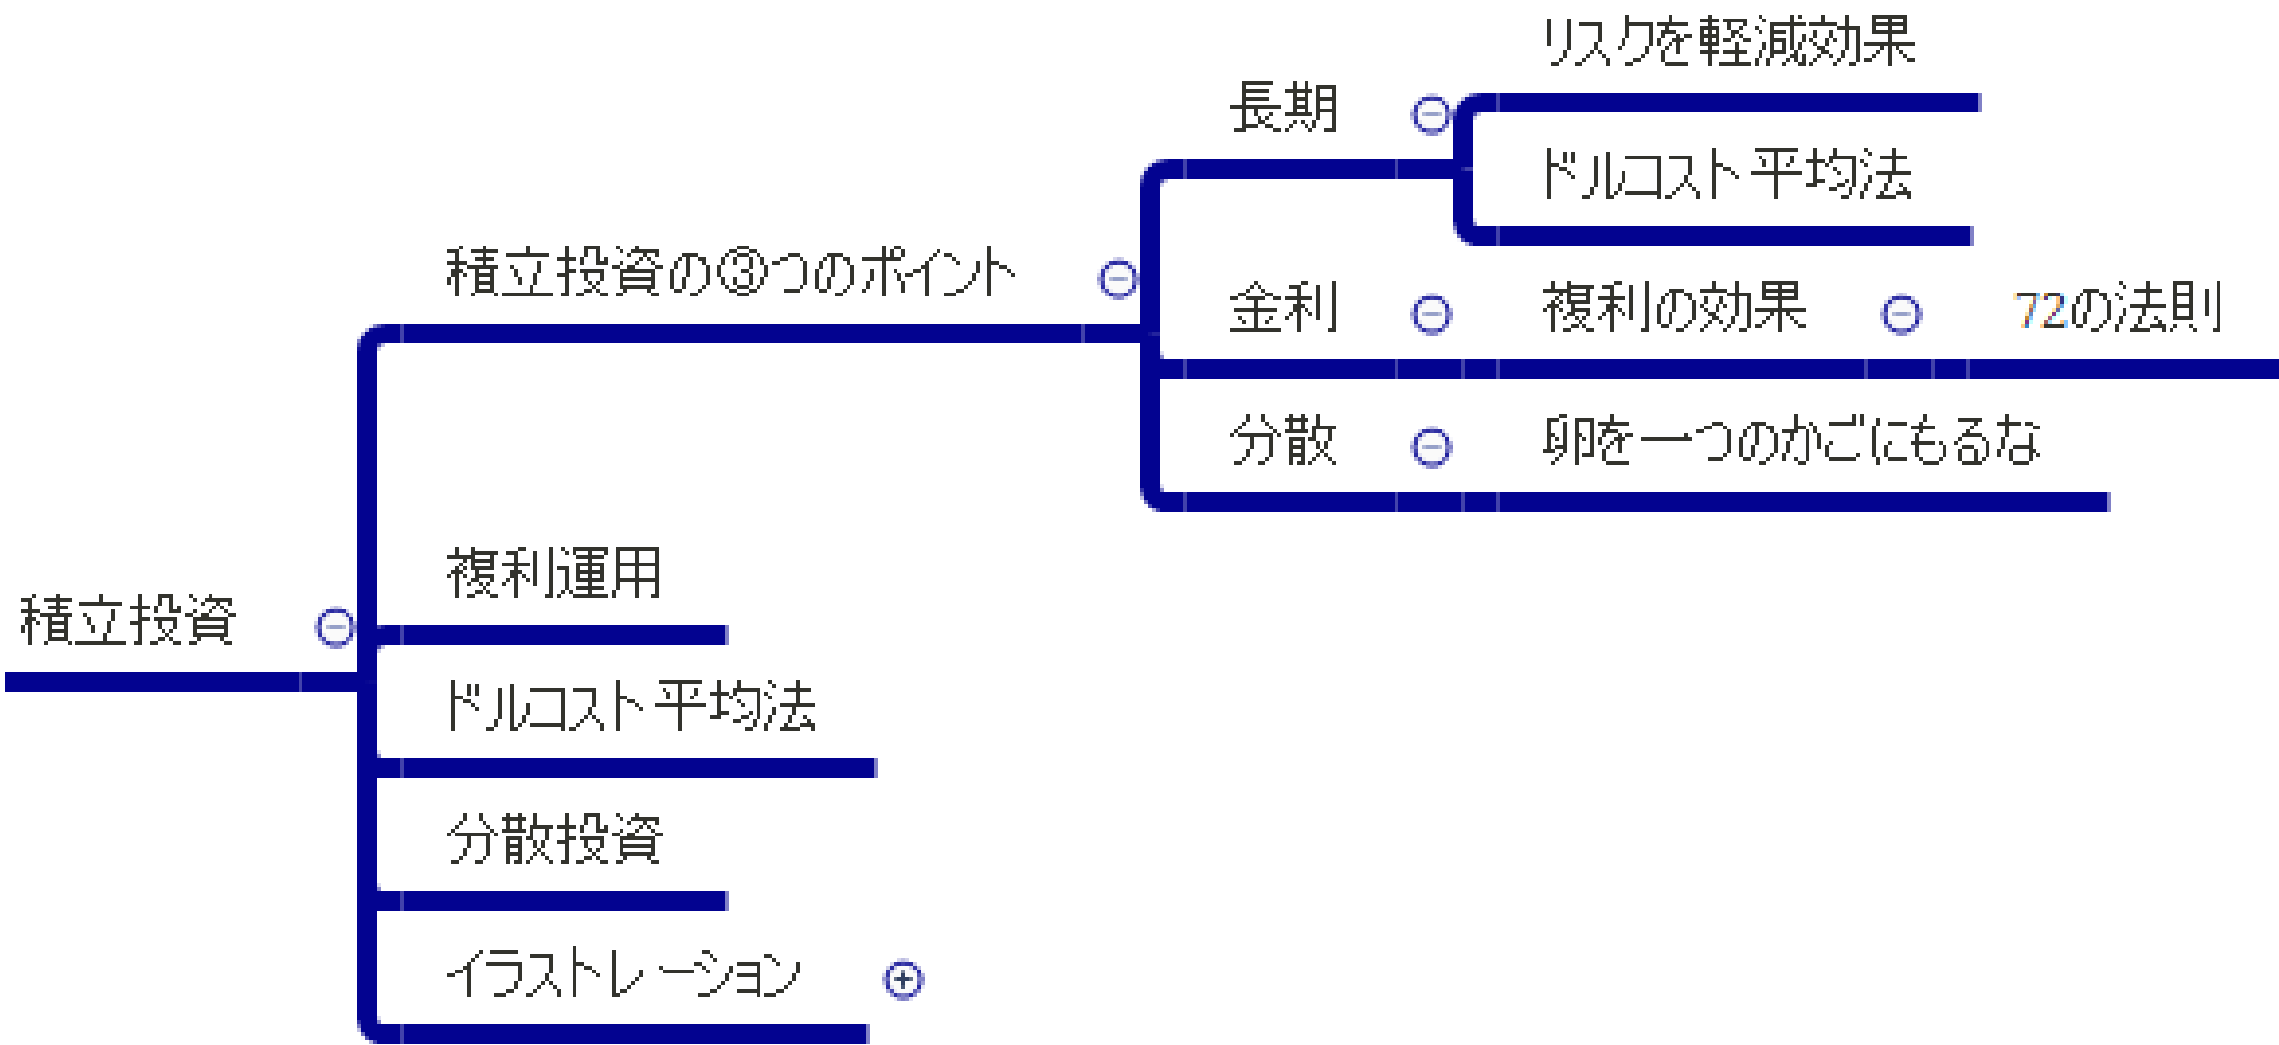 積立投資
積立投資の③つのポイント
長期
リスクを軽減効果
ドルコスト平均法
金利 複利の効果 72の法則
分散 卵を一つのかごにもるな
複利運用
ドルコスト平均法
分散投資
イラストレーション